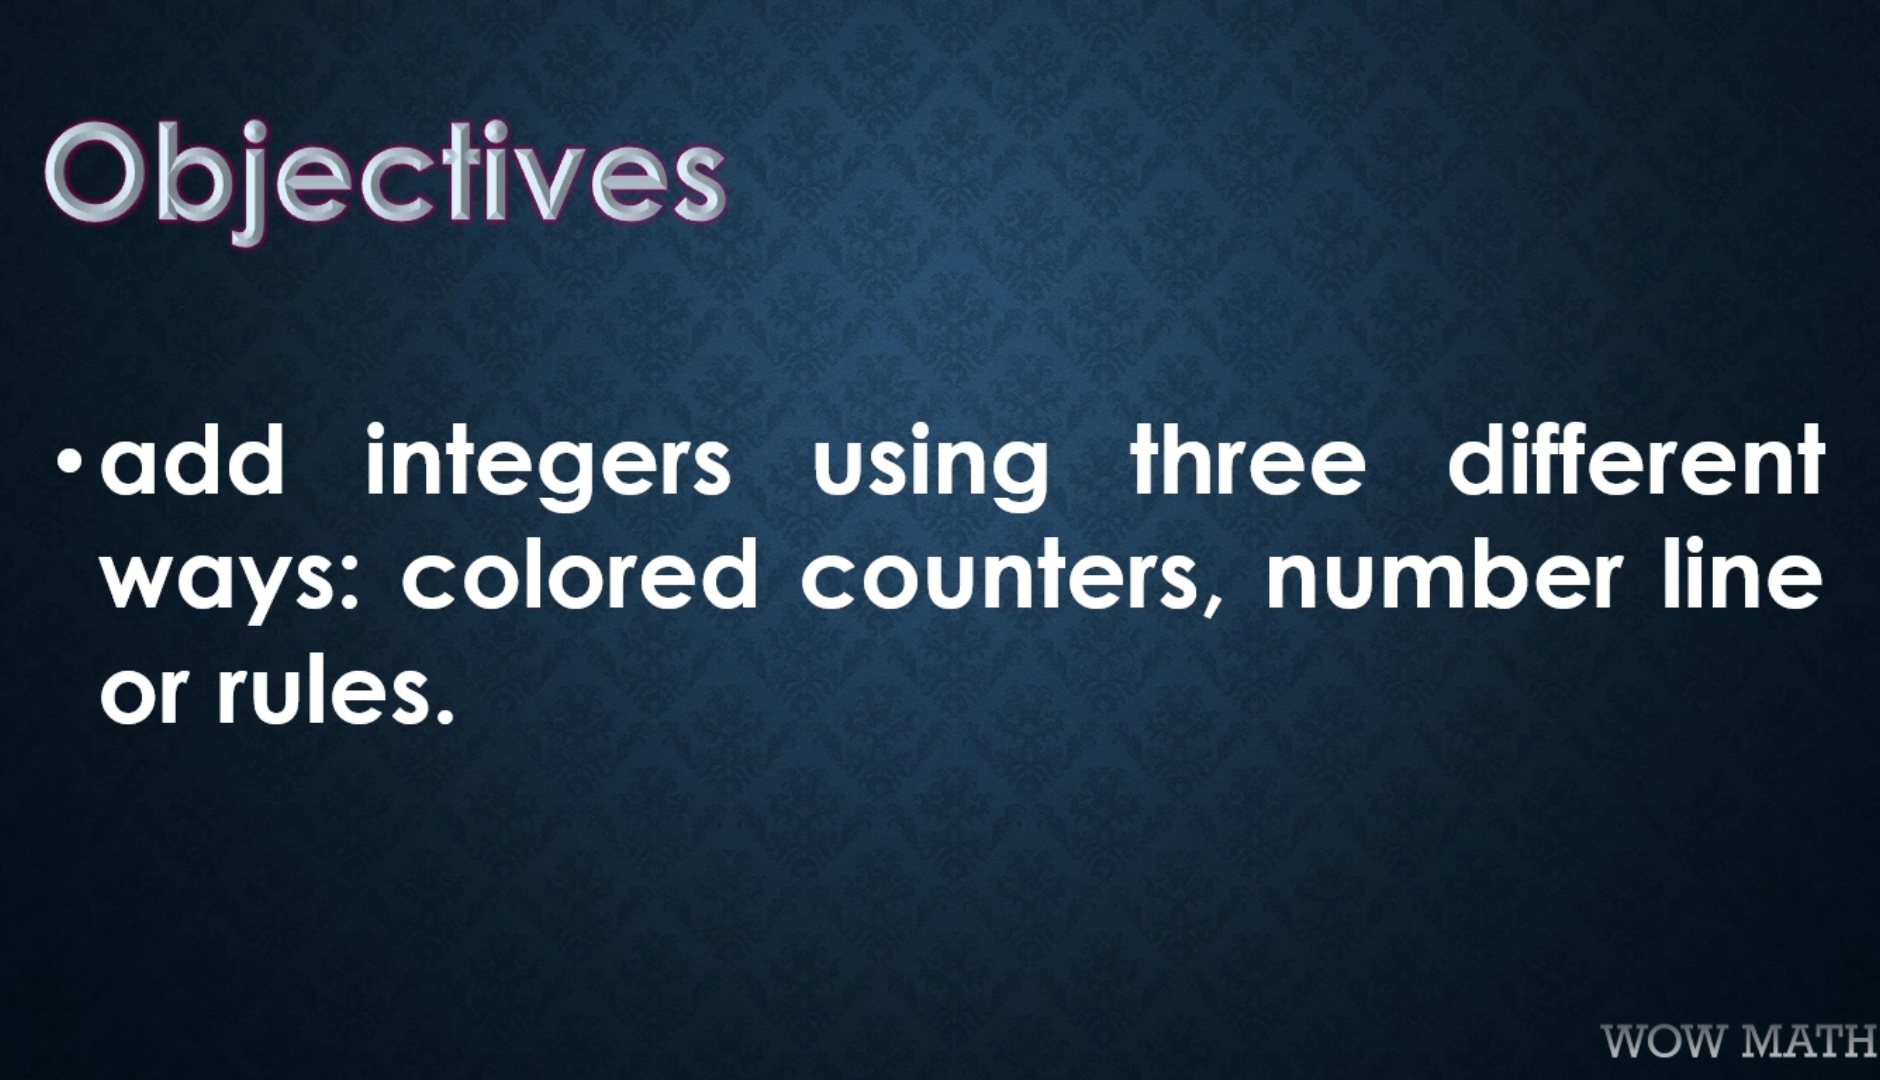 Objectives
• add integers using three different
ways: colored counters, number line
or rules.
WOW MATH